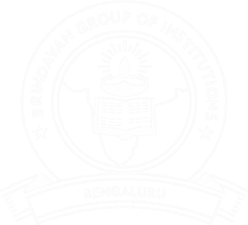 BRINDAVAN GROUP OF INSTITUTIONS
BENGALURU